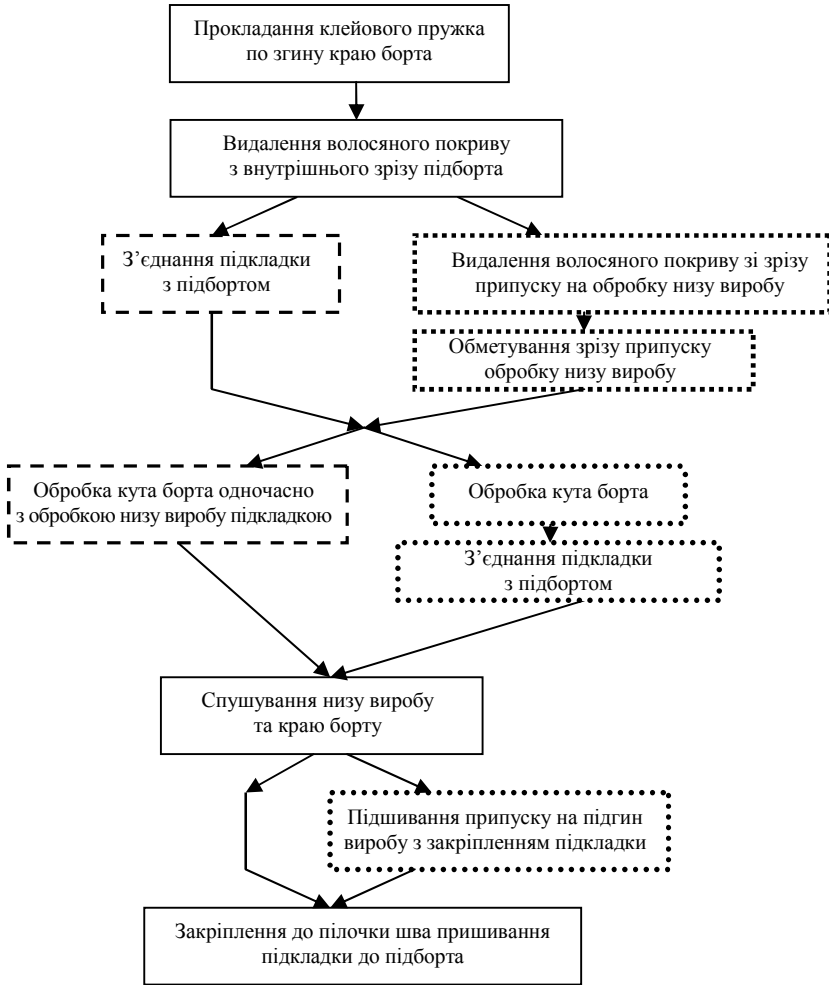 Прокладання клейового пружка
по згину краю борта
Видалення волосяного покриву
з внутрішнього зрізу підборта
З’єднання підкладки
з підбортом
Видалення волосяного покриву зі зрізу
припуску на обробку низу виробу
Обметування зрізу припуску
обробку низу виробу
Обробка кута борта одночасно
з обробкою низу виробу підкладкою
Обробка кута борта
З’єднання підкладки
з підбортом
Спушування низу виробу
та краю борту
Підшивання припуску на підгин
виробу з закріпленням підкладки
Закріплення до пілочки шва пришивання
підкладки до підборта